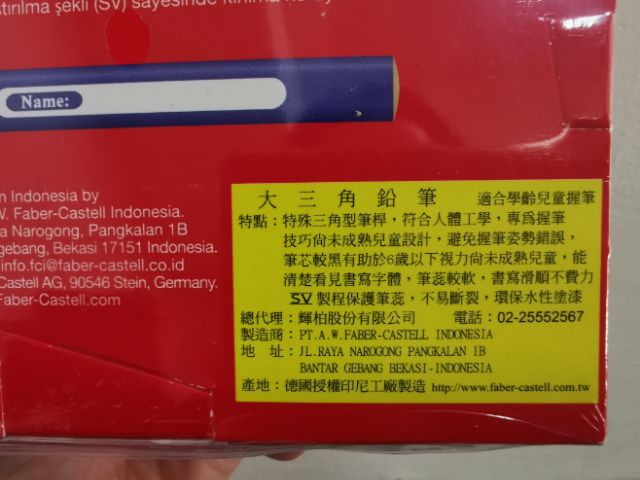 tırılma şekli (SV) sayesinde
Name:
n Indonesia by
W. Faber-Castell Indonesia.
a Narogong, Pangkalan 1B
gebang, Bekasi 17151 Indonesia.
info.fci@faber-castell.co.id
Castell AG, 90546 Stein, Germany.
Faber-Castell.com
大三角鉛筆 適合學齡兒童握筆
特點：特殊三角型筆桿，符合人體工學，專為握筆
技巧尚未成熟兒童設計，避免握筆姿勢錯誤，
筆芯較黑有助於6歲以下視力尚未成熟兒童，能
清楚看見書寫字體，筆蕊較軟，書寫滑順不費力
SV 製程保護筆蕊，不易斷裂，環保水性塗漆
總代理：輝柏股份有限公司 電話：02-25552567
製造商：PT.A.W.FABER-CASTELL INDONESIA
地 址：JL.RAYA NAROGONG PANGKALAN 1B
BANTAR GEBANG BEKASI-INDONESIA
產地：德國授權印尼工廠製造 http://www.faber-castell.com.tw